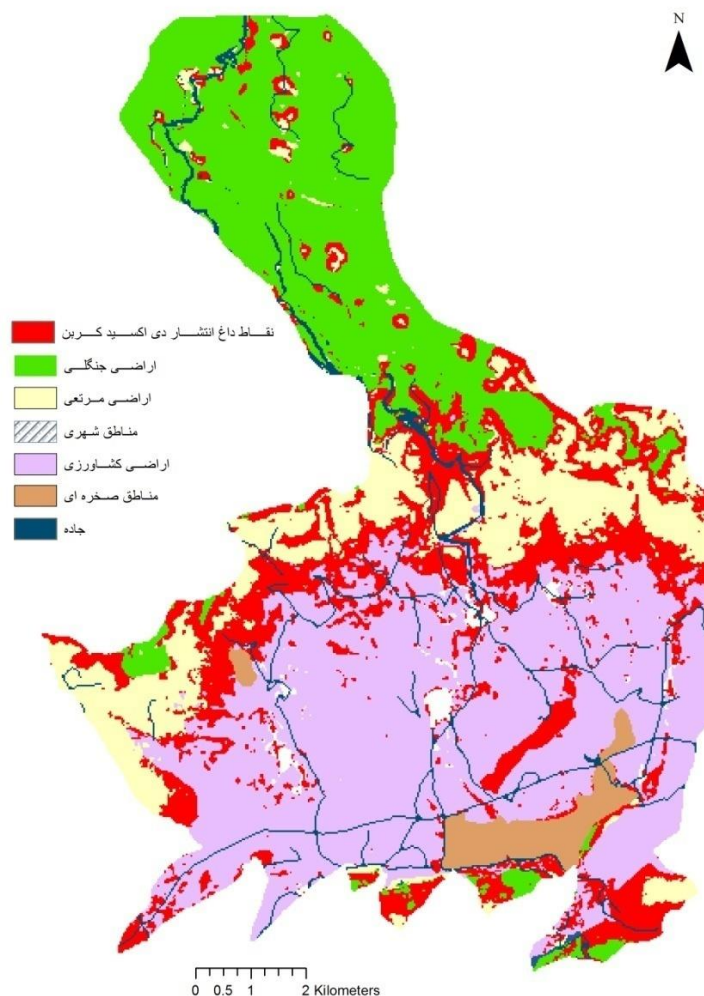 N
نقاط داغ انتشار دی اکسید کربن
اراضی جنگلی
اراضی مرتعی
مناطق شهری
اراضی کشاورزی
مناطق صخره ای
جاده
0 0.5 1 2 Kilometers